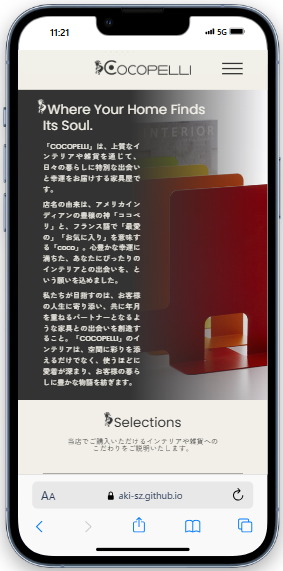 11:21
5G
COCOPELLI
INTERIOR
Where Your Home Finds
Its Soul.
「COCOPELLI」は、上質なイ
ンテリアや雑貨を通じて、
日々の暮らしに特別な出会い
と幸運をお届けする家具屋で
す。
店名の由来は、アメリカインディ
アンの豊穣の神「ココペ
リ」と、フランス語で「最愛
の」「お気に入り」を意味す
る「coco」。心豊かな幸運に
満ちた、あなたにぴったりの
インテリアとの出会いを、と
いう願いを込めました。
私たちが目指すのは、お客様
の人生に寄り添い、共に年月
を重ねるパートナーとなるよ
うな家具との出会いを創造す
ること。「COCOPELLI」のイ
ンテリアは、空間に彩りを添
えるだけでなく、使うほどに
愛着が深まり、お客様の暮ら
しに豊かな物語を紡ぎます。
Selections
当店でご購入いただけるインテリアや雑貨への
こだわりをご説明いたします。
AA
aki-sz.github.io